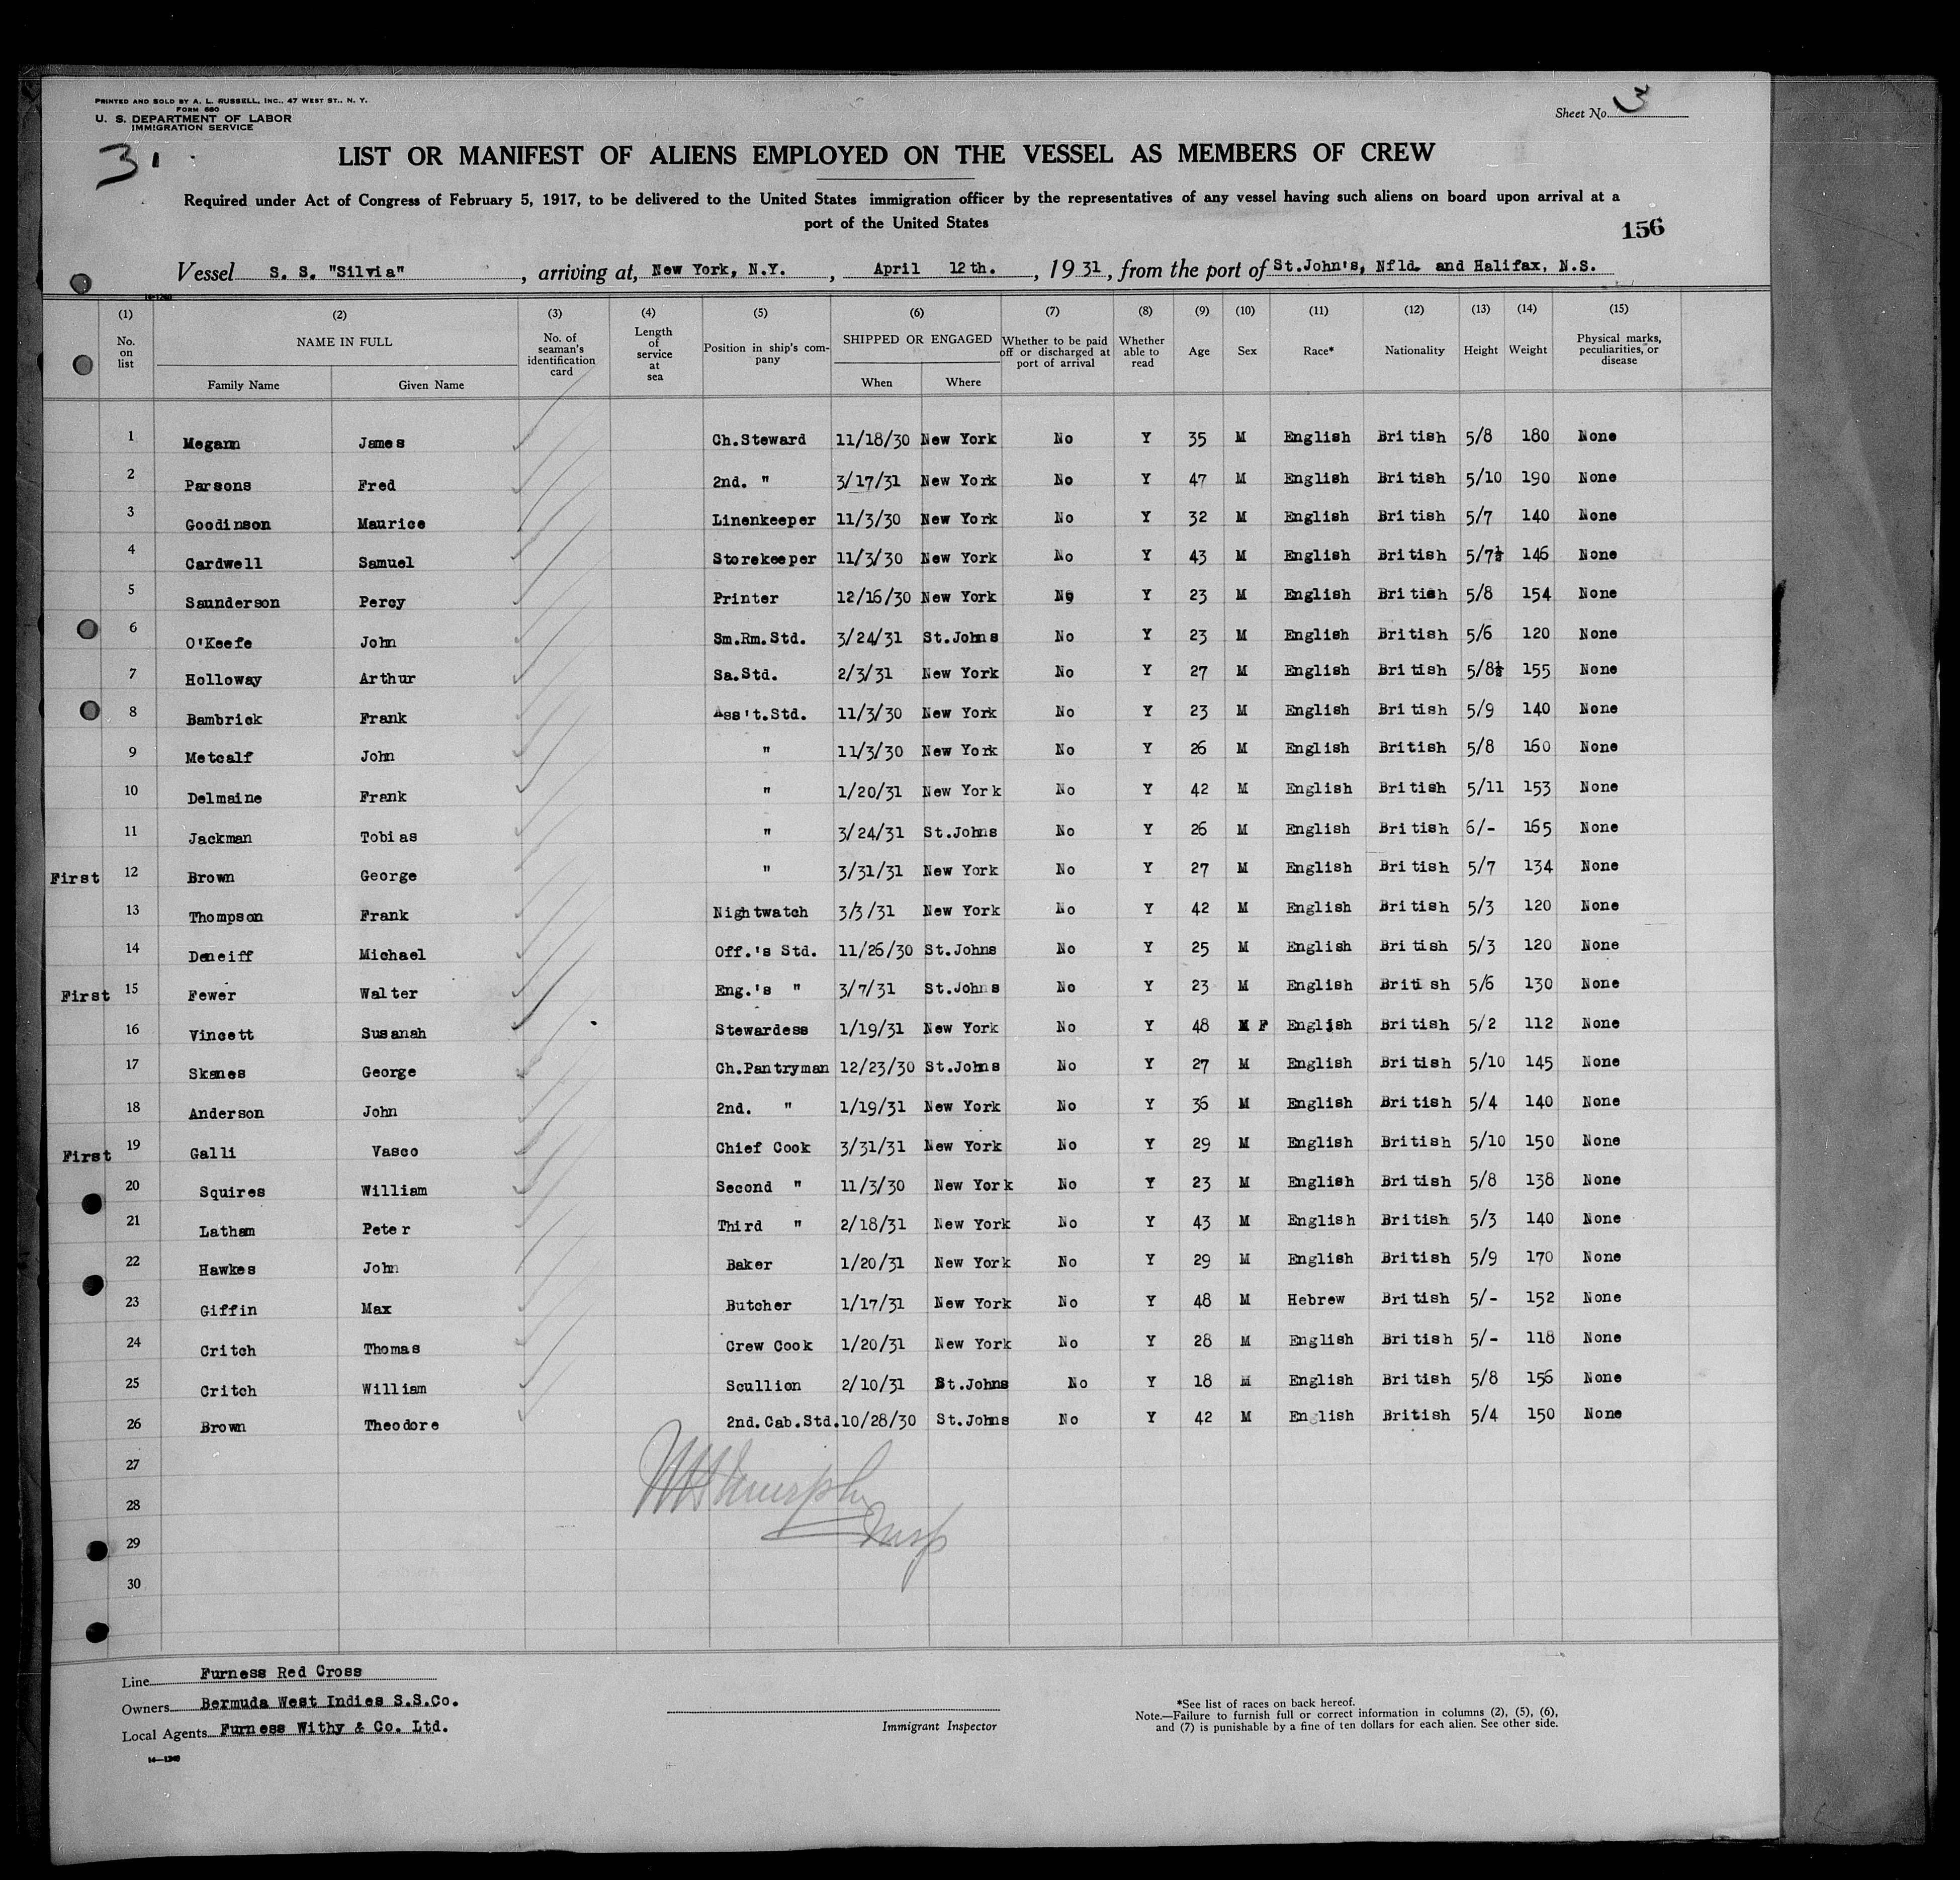 PRINTED AND SOLD BY A. L. RUSSELL, INC., 47 WEST ST., N. Y.
FORM 680
U. S. DEPARTMENT OF LABOR
IMMIGRATION SERVICE
Sheet No. 3
3
LIST OR MANIFEST OF ALIENS EMPLOYED ON THE VESSEL AS MEMBERS OF CREW
Required under Act of Congress of February 5, 1917, to be delivered to the United States immigration officer by the representatives of any vessel having such aliens on board upon arrival at a
port of the United States
156
Vessel S. S. "Silvia", arriving at, New York, N.Y., April 12th., 1931, from the port of St.John's, Nfld. and Halifax, N.S.
14-1240
(1) (2) (3) (4) (5) (6) (7) (8) (9) (10) (11) (12) (13) (14) (15)
No. on list NAME IN FULL Family Name Given Name No. of seaman's identification card Length of service at sea Position in ship's company SHIPPED OR ENGAGED When Where Whether to be paid off or discharged at port of arrival Whether able to read Age Sex Race* Nationality Height Weight Physical marks, peculiarities, or disease
1 Megann James Ch.Steward 11/18/30 New York No Y 35 M English British 5/8 180 None
2 Parsons Fred 2nd. " 3/17/31 New York No Y 47 M English British 5/10 190 None
3 Goodinson Maurice Linenkeeper 11/3/30 New York No Y 32 M English British 5/7 140 None
4 Cardwell Samuel Storekeeper 11/3/30 New York No Y 43 M English British 5/7½ 146 None
5 Saunderson Percy Printer 12/16/30 New York No Y 23 M English British 5/8 154 None
6 O'Keefe John Sm.Rm.Std. 3/24/31 St.Johns No Y 23 M English British 5/6 120 None
7 Holloway Arthur Sa.Std. 2/3/31 New York No Y 27 M English British 5/8½ 155 None
8 Bambrick Frank Ass't.Std. 11/3/30 New York No Y 23 M English British 5/9 140 None
9 Metcalf John " 11/3/30 New York No Y 26 M English British 5/8 160 None
10 Delmaine Frank " 1/20/31 New York No Y 42 M English British 5/11 153 None
11 Jackman Tobias " 3/24/31 St.Johns No Y 26 M English British 6/- 165 None
First 12 Brown George " 3/31/31 New York No Y 27 M English British 5/7 134 None
13 Thompson Frank Nightwatch 3/3/31 New York No Y 42 M English British 5/3 120 None
14 Deneiff Michael Off.'s Std. 11/26/30 St.Johns No Y 25 M English British 5/3 120 None
First 15 Fewer Walter Eng.'s " 3/7/31 St.Johns No Y 23 M English British 5/6 130 None
16 Vincett Susanah Stewardess 1/19/31 New York No Y 48 M F English British 5/2 112 None
17 Skanes George Ch.Pantryman 12/23/30 St.Johns No Y 27 M English British 5/10 145 None
18 Anderson John 2nd. " 1/19/31 New York No Y 36 M English British 5/4 140 None
First 19 Galli Vasco Chief Cook 3/31/31 New York No Y 29 M English British 5/10 150 None
20 Squires William Second " 11/3/30 New York No Y 23 M English British 5/8 138 None
21 Latham Peter Third " 2/18/31 New York No Y 43 M English British 5/3 140 None
22 Hawkes John Baker 1/20/31 New York No Y 29 M English British 5/9 170 None
23 Giffin Max Butcher 1/17/31 New York No Y 48 M Hebrew British 5/- 152 None
24 Critch Thomas Crew Cook 1/20/31 New York No Y 28 M English British 5/- 118 None
25 Critch William Scullion 2/10/31 St.Johns No Y 18 M English British 5/8 156 None
26 Brown Theodore 2nd.Cab.Std. 10/28/30 St.Johns No Y 42 M English British 5/4 150 None
27
28
29
30
Murphy
Insp
Line Furness Red Cross
Owners Bermuda West Indies S.S.Co.
Local Agents Furness Withy & Co. Ltd.
14-1240
Immigrant Inspector
*See list of races on back hereof.
Note.—Failure to furnish full or correct information in columns (2), (5), (6),
and (7) is punishable by a fine of ten dollars for each alien. See other side.